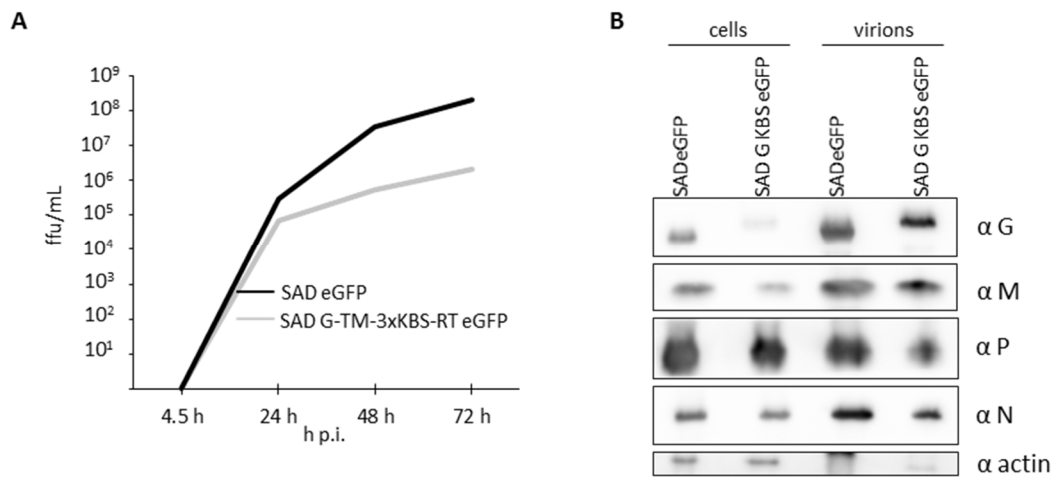 A
10⁹
10⁸
10⁷
10⁶
10⁵
10⁴
10³
10²
10¹
ffu/mL
SAD eGFP
SAD G-TM-3xKBS-RT eGFP
4.5 h
24 h
48 h
72 h
h p.i.
B
cells
virions
SADeGFP
SAD G KBS eGFP
SADeGFP
SAD G KBS eGFP
α G
α M
α P
α N
α actin